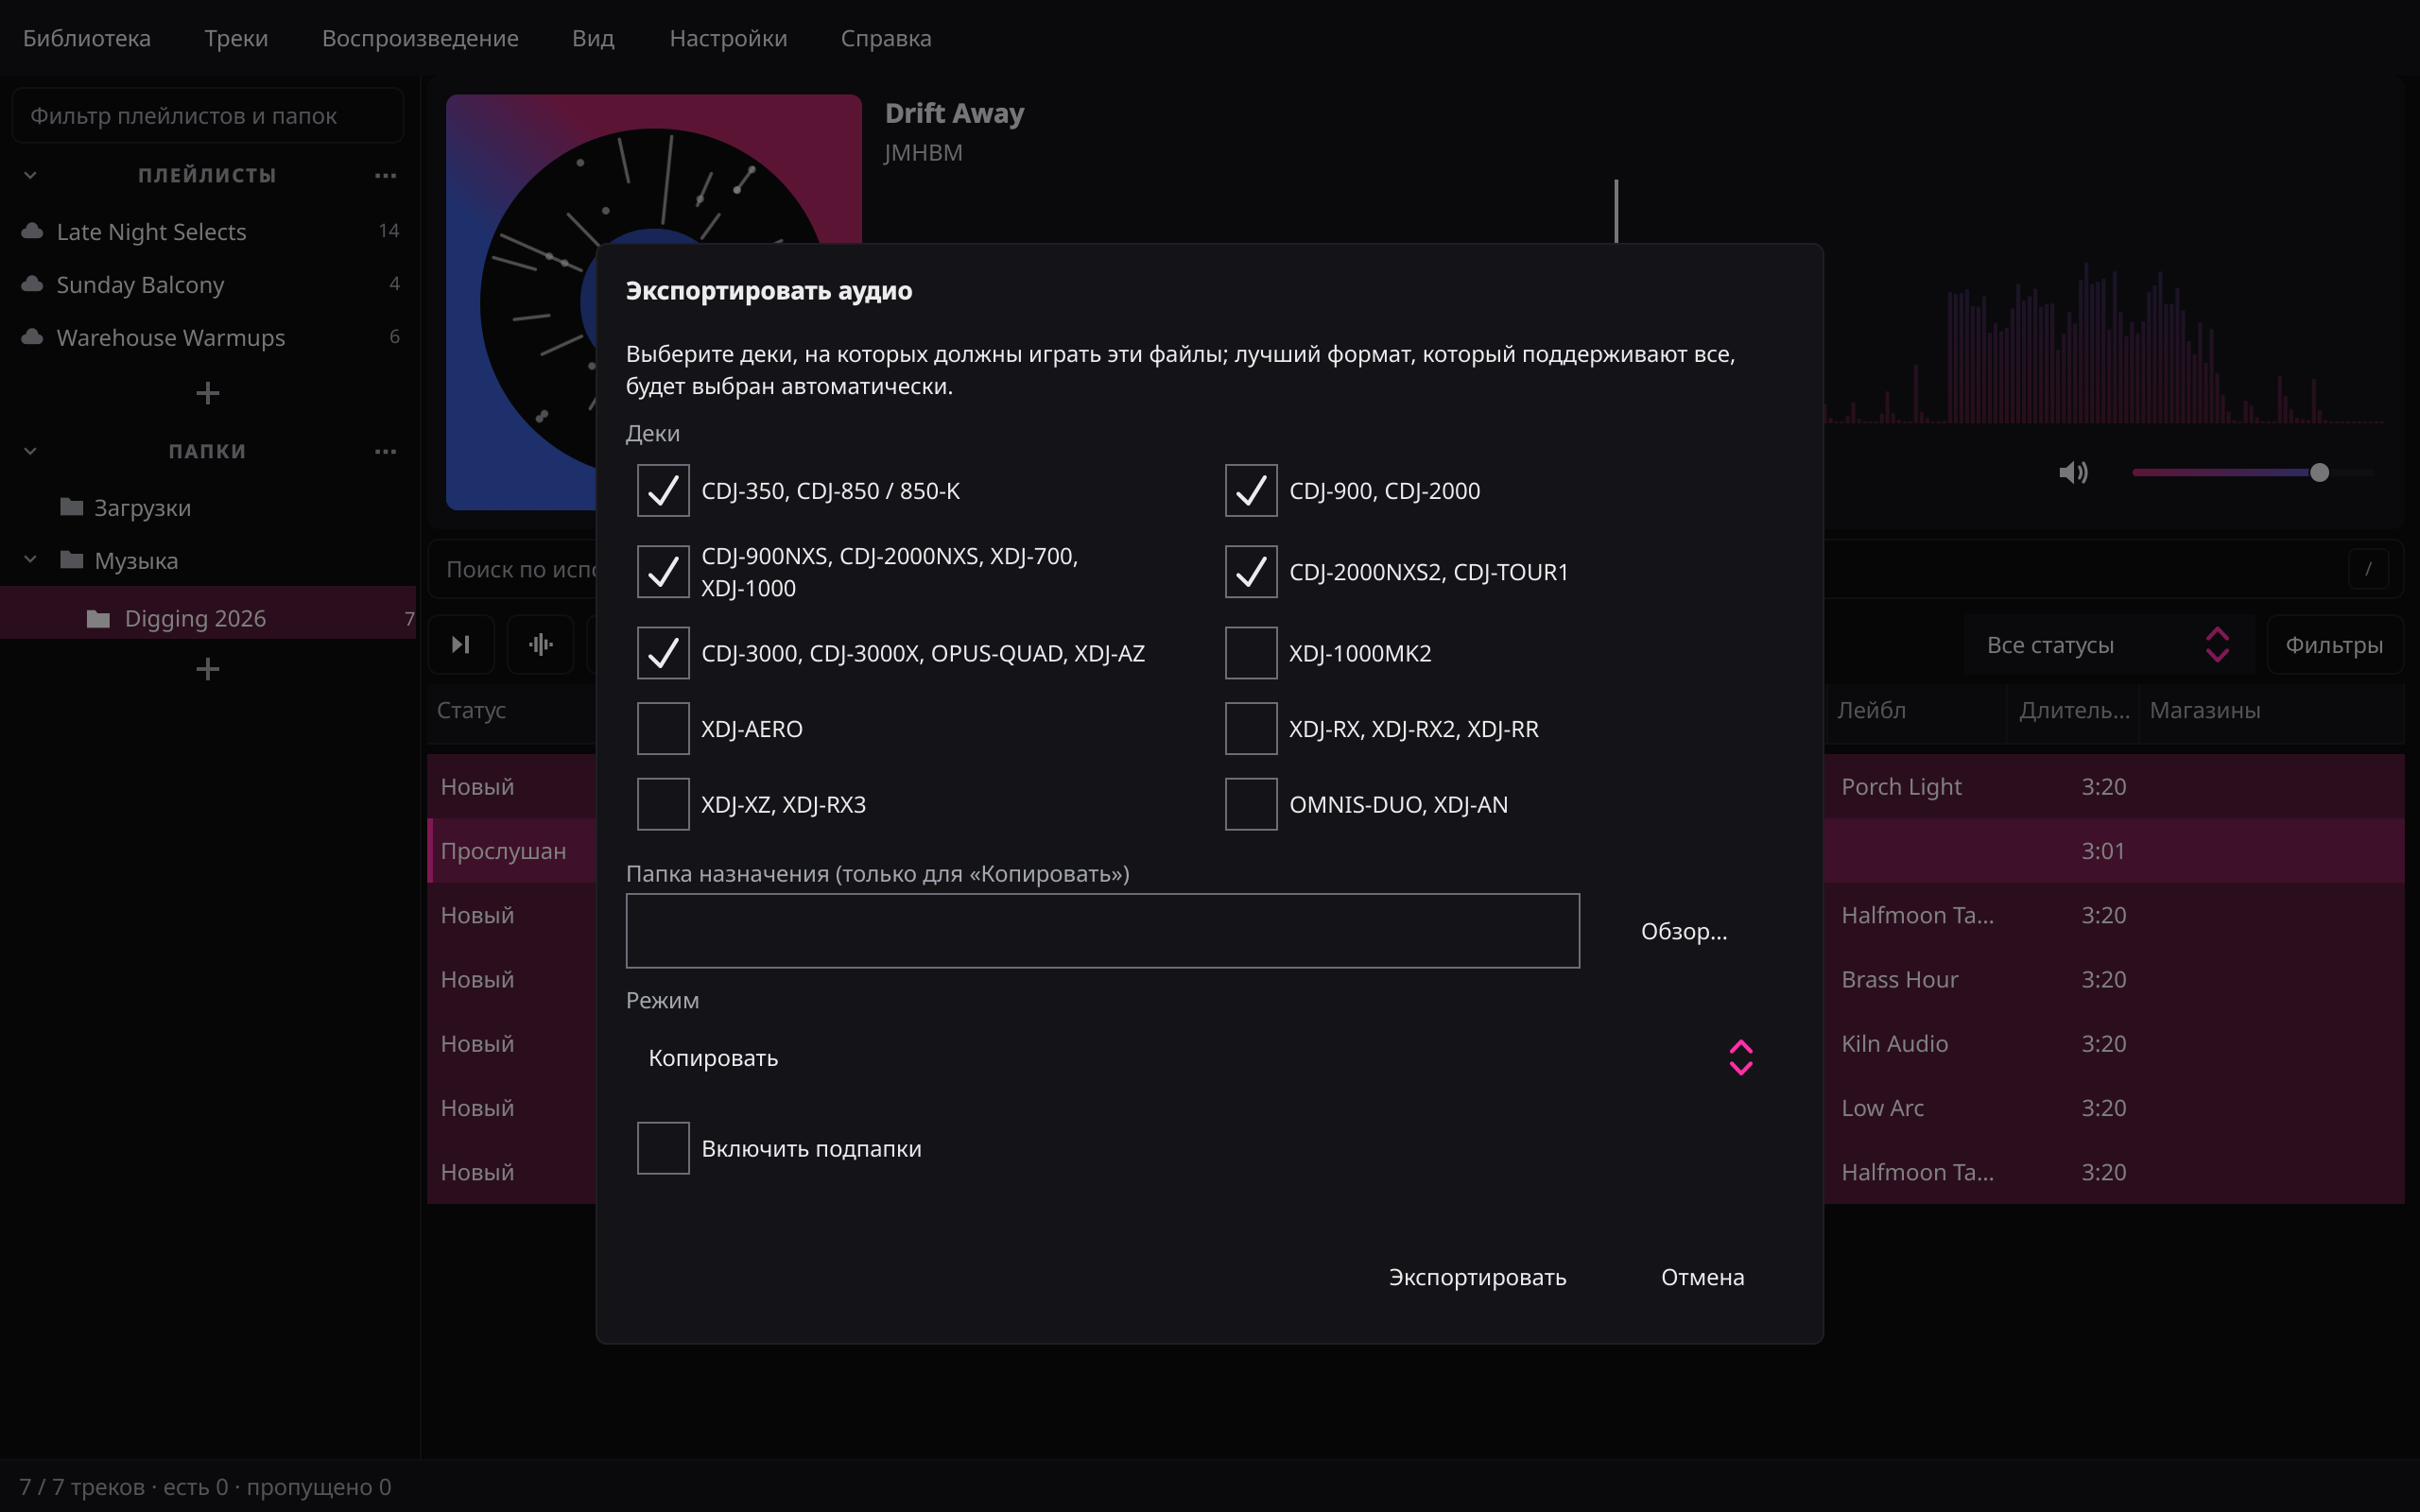 Библиотека Треки Воспроизведение Вид Настройки Справка
Фильтр плейлистов и папок
ПЛЕЙЛИСТЫ
Late Night Selects 14
Sunday Balcony 4
Warehouse Warmups 6
ПАПКИ
Загрузки
Музыка
Digging 2026 7
Drift Away
JMHBM
Экспортировать аудио
Выберите деки, на которых должны играть эти файлы; лучший формат, который поддерживают все,
будет выбран автоматически.
Деки
CDJ-350, CDJ-850 / 850-K
CDJ-900, CDJ-2000
CDJ-900NXS, CDJ-2000NXS, XDJ-700,
XDJ-1000
CDJ-2000NXS2, CDJ-TOUR1
CDJ-3000, CDJ-3000X, OPUS-QUAD, XDJ-AZ
XDJ-1000MK2
XDJ-AERO
XDJ-RX, XDJ-RX2, XDJ-RR
XDJ-XZ, XDJ-RX3
OMNIS-DUO, XDJ-AN
Папка назначения (только для «Копировать»)
Обзор...
Режим
Копировать
Включить подпапки
Экспортировать Отмена
Поиск по испо
/
Все статусы
Фильтры
Статус Лейбл Длитель... Магазины
Новый Porch Light 3:20
Прослушан 3:01
Новый Halfmoon Ta... 3:20
Новый Brass Hour 3:20
Новый Kiln Audio 3:20
Новый Low Arc 3:20
Новый Halfmoon Ta... 3:20
7 / 7 треков · есть 0 · пропущено 0